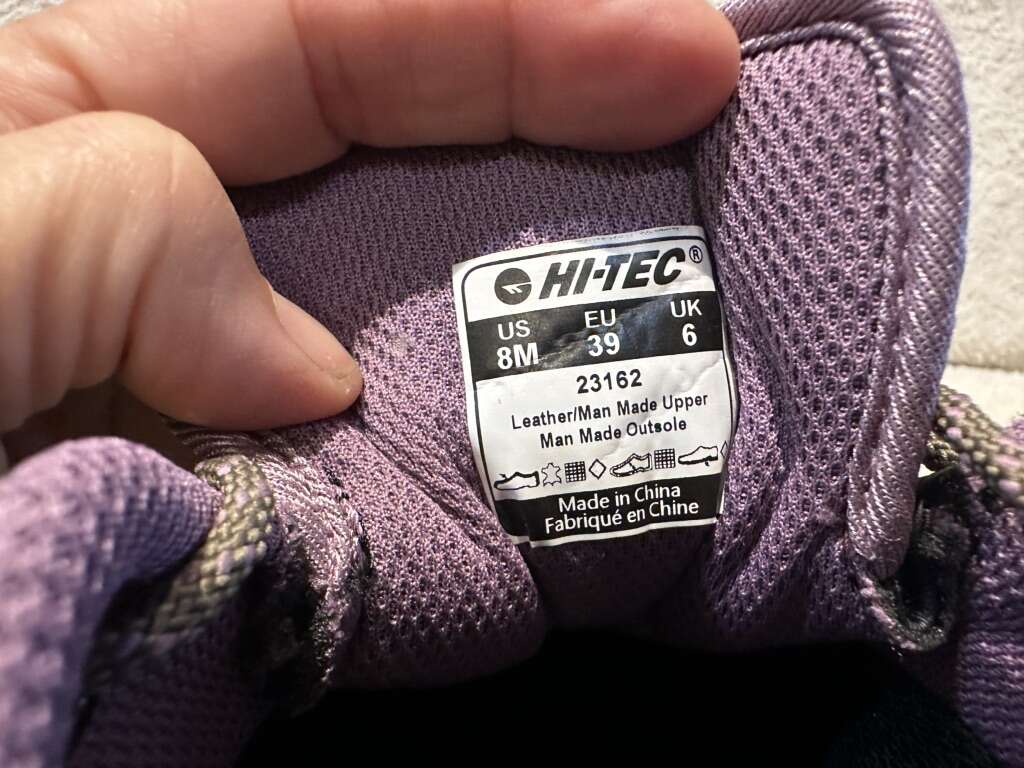 HI-TEC®
US EU UK
8M 39 6
23162
Leather/Man Made Upper
Man Made Outsole
Made in China
Fabriqué en Chine